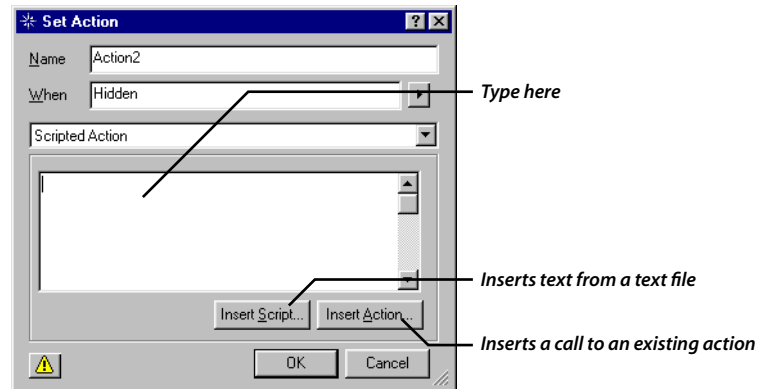 Set Action
Name Action2
When Hidden
Type here
Scripted Action
Inserts text from a text file
Insert Script... Insert Action...
Inserts a call to an existing action
OK Cancel